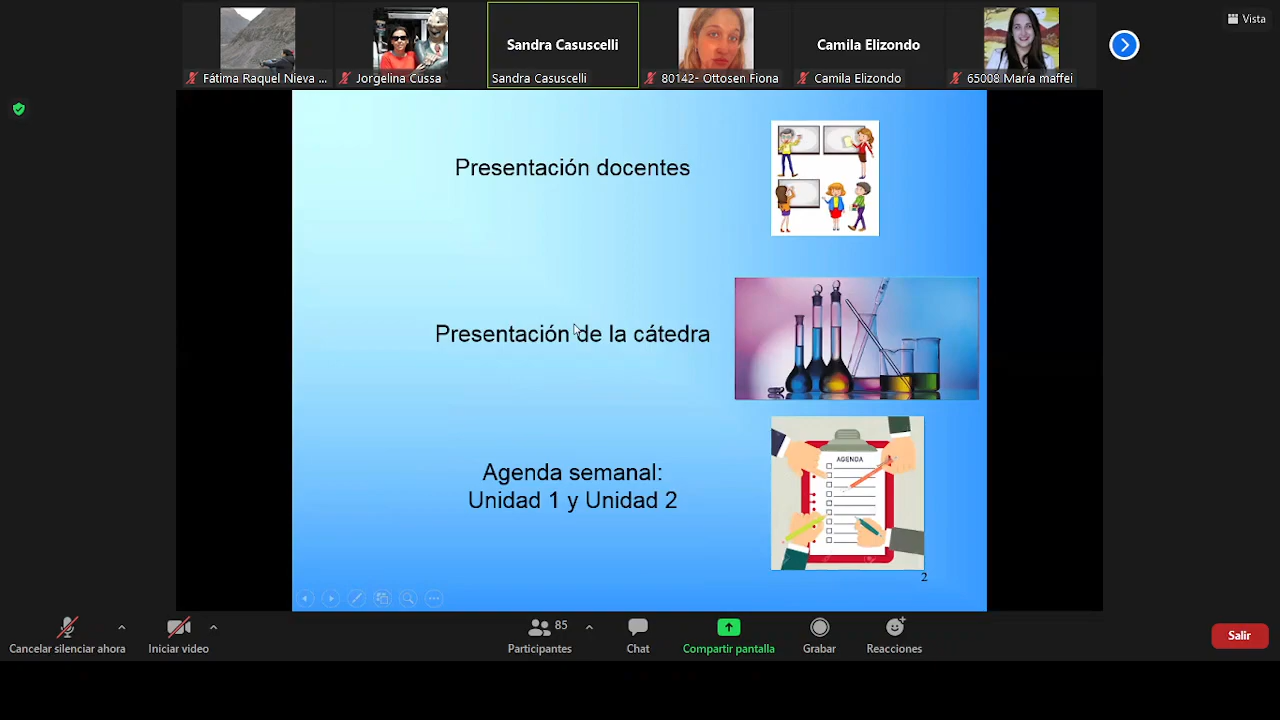 Vista
Sandra Casuscelli
Camila Elizondo
Fátima Raquel Nieva ...
Jorgelina Cussa
Sandra Casuscelli
80142- Ottosen Fiona
Camila Elizondo
65008 María maffei
Presentación docentes
Presentación de la cátedra
Agenda semanal:
Unidad 1 y Unidad 2
AGENDA
2
85
Cancelar silenciar ahora
Iniciar video
Participantes
Chat
Compartir pantalla
Grabar
Reacciones
Salir